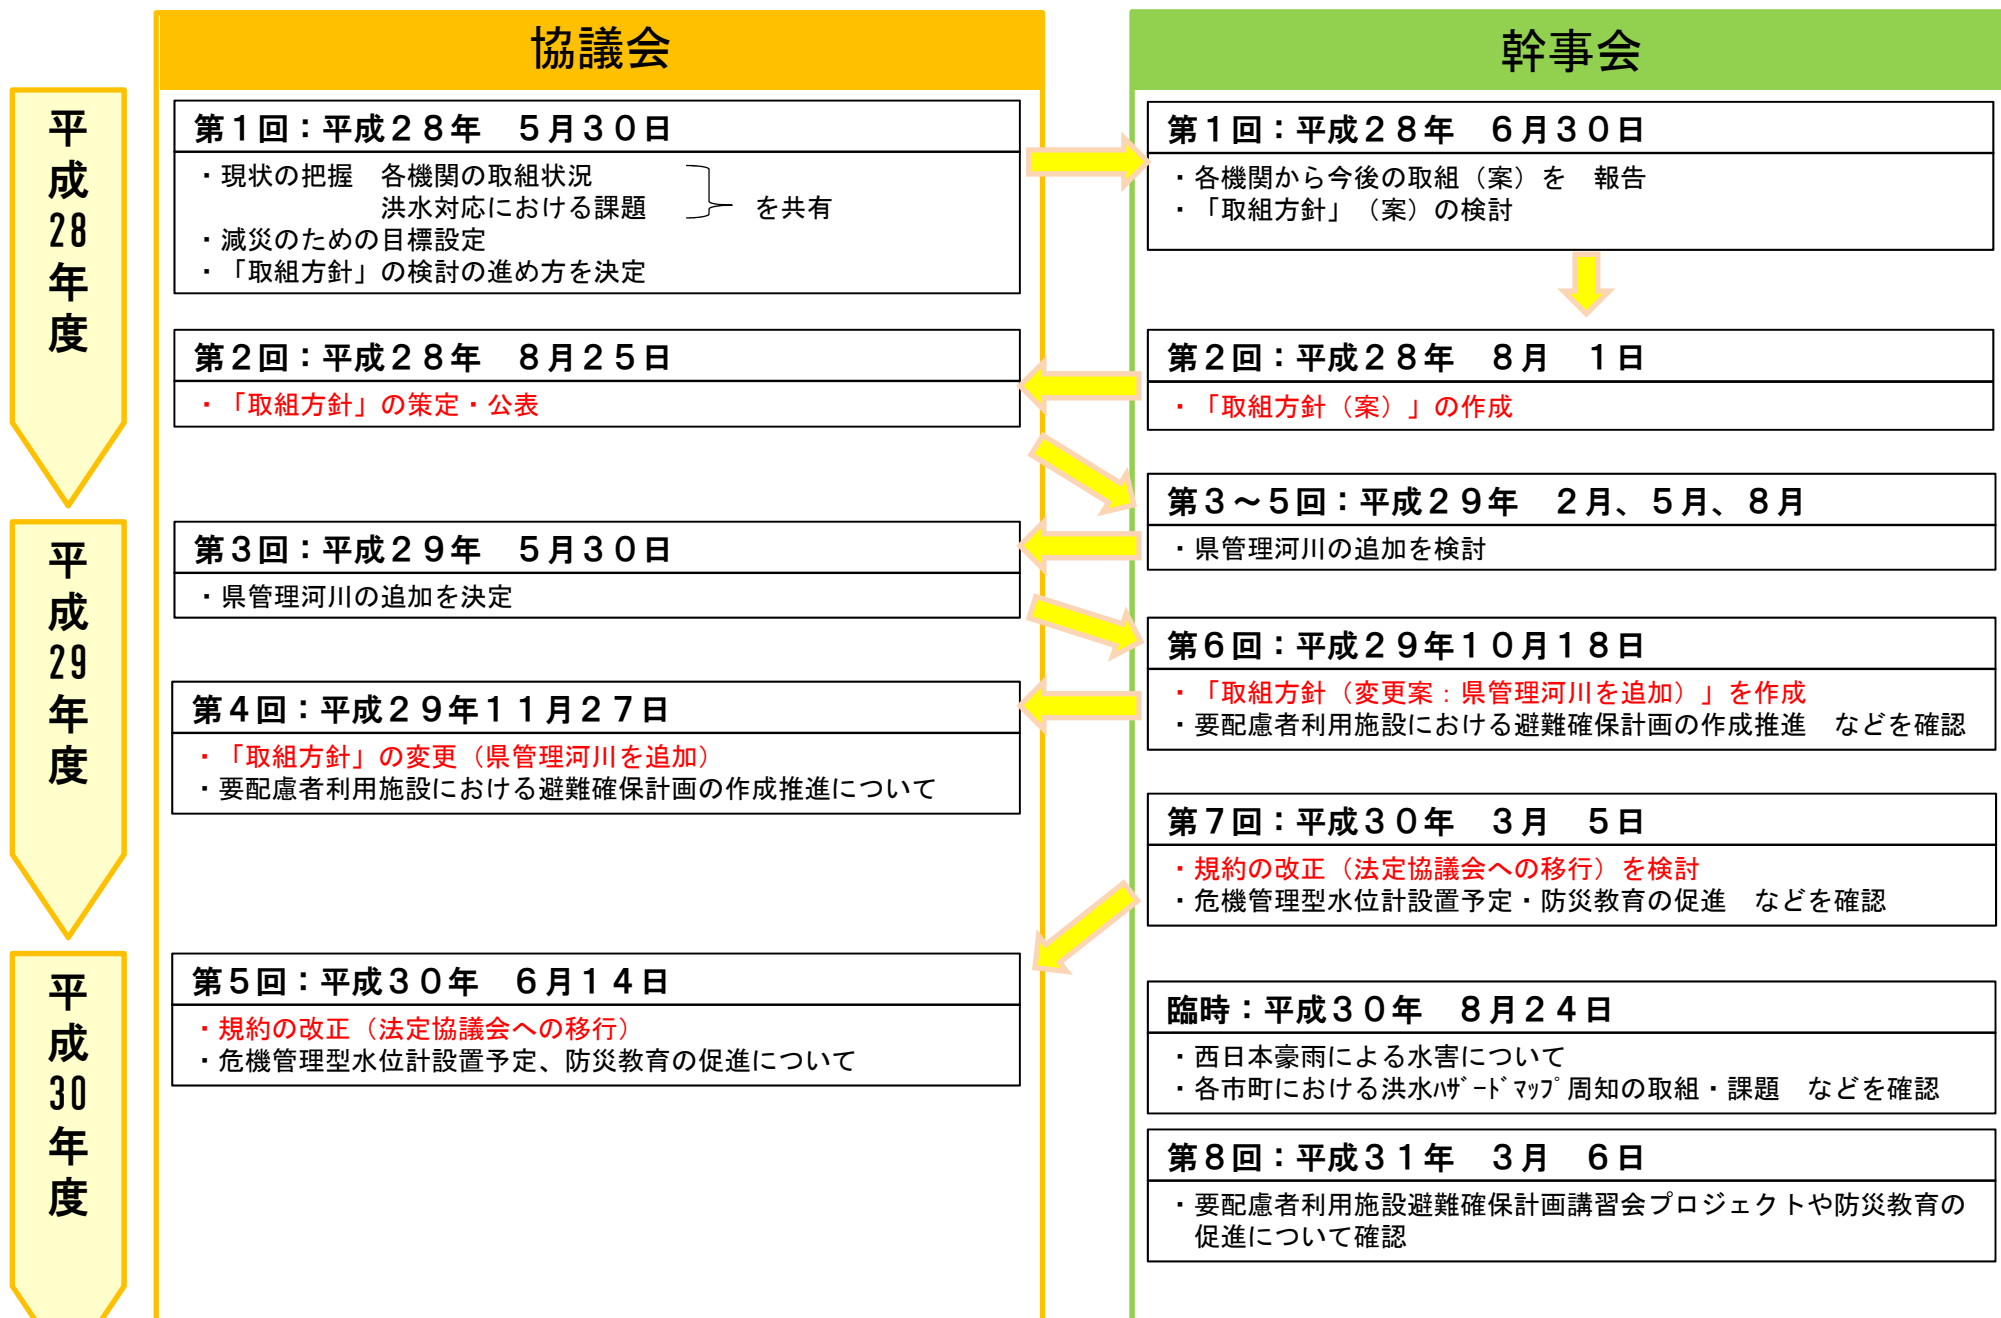 協議会
幹事会
平成28年度
第１回：平成２８年　５月３０日
・現状の把握　各機関の取組状況
洪水対応における課題　を共有
・減災のための目標設定
・「取組方針」の検討の進め方を決定
第１回：平成２８年　６月３０日
・各機関から今後の取組（案）を　報告
・「取組方針」（案）の検討
第２回：平成２８年　８月２５日
・「取組方針」の策定・公表
第２回：平成２８年　８月　１日
・「取組方針（案）」の作成
第３～５回：平成２９年　２月、５月、８月
・県管理河川の追加を検討
平成29年度
第３回：平成２９年　５月３０日
・県管理河川の追加を決定
第６回：平成２９年１０月１８日
・「取組方針（変更案：県管理河川を追加）」を作成
・要配慮者利用施設における避難確保計画の作成推進　などを確認
第４回：平成２９年１１月２７日
・「取組方針」の変更（県管理河川を追加）
・要配慮者利用施設における避難確保計画の作成推進について
第７回：平成３０年　３月　５日
・規約の改正（法定協議会への移行）を検討
・危機管理型水位計設置予定・防災教育の促進　などを確認
平成30年度
第５回：平成３０年　６月１４日
・規約の改正（法定協議会への移行）
・危機管理型水位計設置予定、防災教育の促進について
臨時：平成３０年　８月２４日
・西日本豪雨による水害について
・各市町における洪水ﾊｻﾞｰﾄﾞﾏｯﾌﾟ周知の取組・課題　などを確認
第８回：平成３１年　３月　６日
・要配慮者利用施設避難確保計画講習会プロジェクトや防災教育の
促進について確認